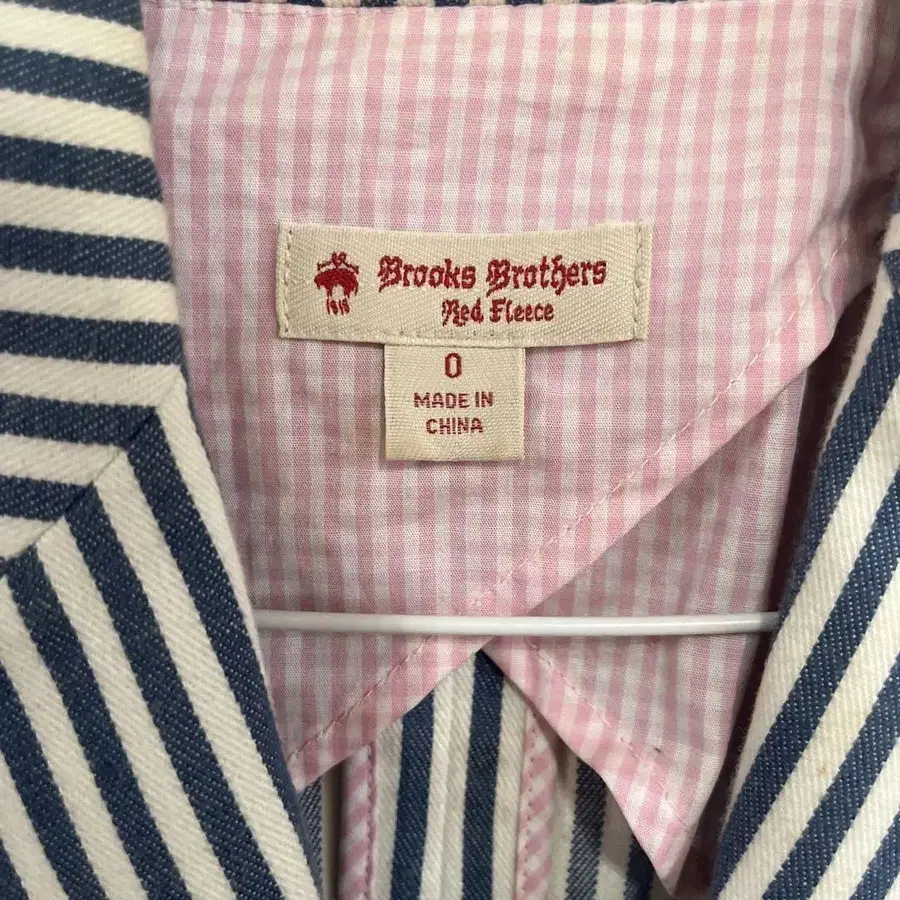 Brooks Brothers
Red Fleece
0
MADE IN
CHINA